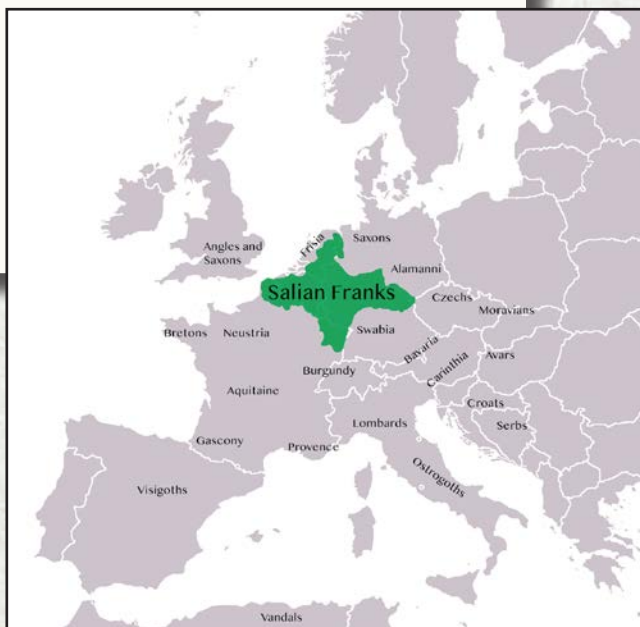 Frisia
Saxons
Angles and
Saxons
Alamanni
Salian Franks
Czechs
Moravians
Bretons
Neustria
Swabia
Bavaria
Avars
Burgundy
Carinthia
Aquitaine
Croats
Lombards
Serbs
Gascony
Provence
Ostrogoths
Visigoths
Vandals